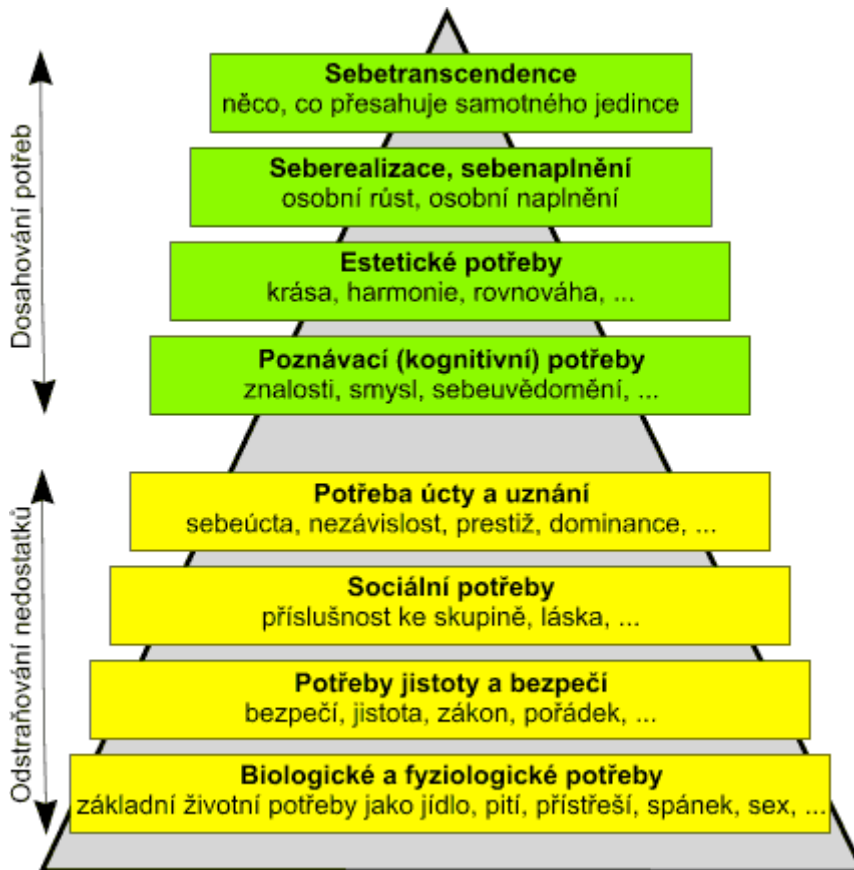 Sebetranscendence
něco, co přesahuje samotného jedince
Seberealizace, sebenaplnění
osobní růst, osobní naplnění
Estetické potřeby
krása, harmonie, rovnováha, ...
Poznávací (kognitivní) potřeby
znalosti, smysl, sebeuvědomění, ...
Dosahování potřeb
Potřeba úcty a uznání
sebeúcta, nezávislost, prestiž, dominance, ...
Sociální potřeby
příslušnost ke skupině, láska, ...
Potřeby jistoty a bezpečí
bezpečí, jistota, zákon, pořádek, ...
Biologické a fyziologické potřeby
základní životní potřeby jako jídlo, pití, přístřeší, spánek, sex, ...
Odstraňování nedostatků